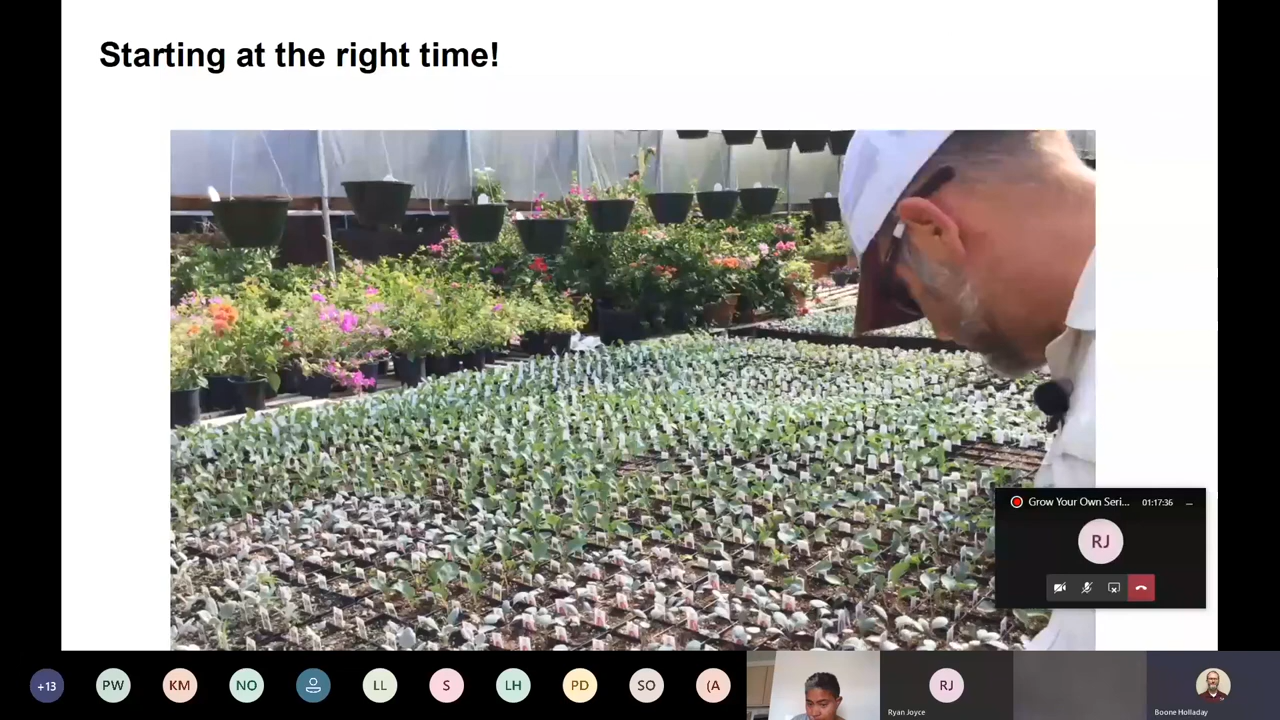 Starting at the right time!
Grow Your Own Seri...
01:17:36
RJ
+13
PW
KM
NO
LL
S
LH
PD
SO
(A
RJ
Ryan Joyce
Boone Holladay